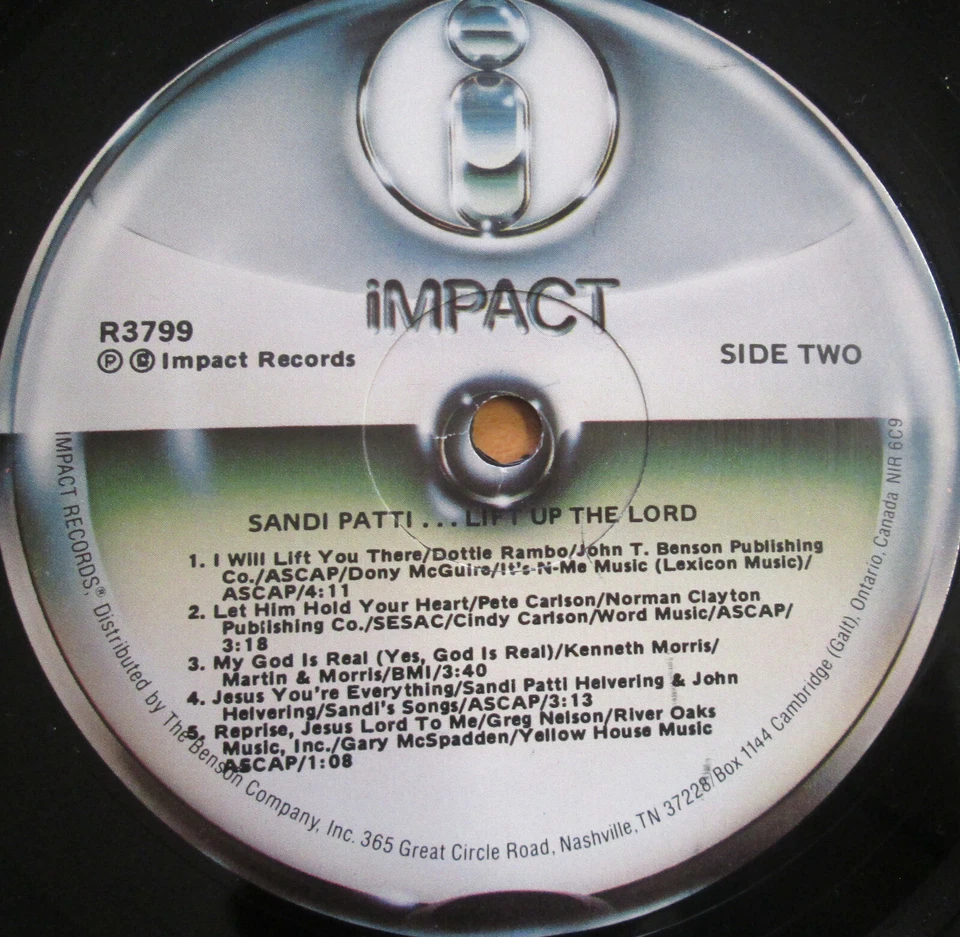 i
iMPACT
R3799
Ⓟ © Impact Records
SIDE TWO
SANDI PATTI . . . LIFT UP THE LORD
1. I Will Lift You There/Dottie Rambo/John T. Benson Publishing
Co./ASCAP/Dony McGuire/It's-N-Me Music (Lexicon Music)/
ASCAP/4:11
2. Let Him Hold Your Heart/Pete Carlson/Norman Clayton
Publishing Co./SESAC/Cindy Carlson/Word Music/ASCAP/
3:18
3. My God Is Real (Yes, God Is Real)/Kenneth Morris/
Martin & Morris/BMI/3:40
4. Jesus You're Everything/Sandi Patti Helvering & John
Helvering/Sandi's Songs/ASCAP/3:13
5. Reprise, Jesus Lord To Me/Greg Nelson/River Oaks
Music, Inc./Gary McSpadden/Yellow House Music
ASCAP/1:08
IMPACT RECORDS,® Distributed by The Benson Company, Inc. 365 Great Circle Road, Nashville, TN 37228/Box 1144 Cambridge (Galt), Ontario, Canada NIR 6C9